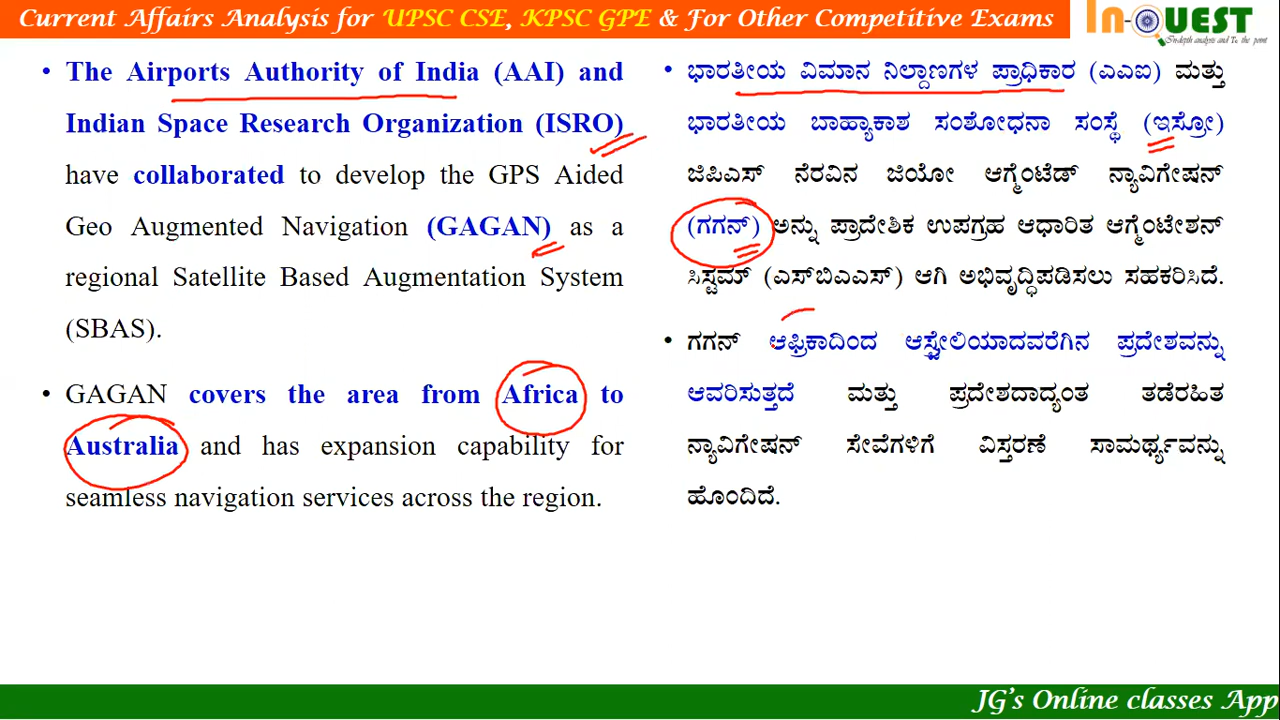 Current Affairs Analysis for UPSC CSE, KPSC GPE & For Other Competitive Exams
In-QUEST
In-depth analysis and To the point
• The Airports Authority of India (AAI) and
Indian Space Research Organization (ISRO)
have collaborated to develop the GPS Aided
Geo Augmented Navigation (GAGAN) as a
regional Satellite Based Augmentation System
(SBAS).
• GAGAN covers the area from Africa to
Australia and has expansion capability for
seamless navigation services across the region.
• ಭಾರತೀಯ ವಿಮಾನ ನಿಲ್ದಾಣಗಳ ಪ್ರಾಧಿಕಾರ (ಎಎಐ) ಮತ್ತು
ಭಾರತೀಯ ಬಾಹ್ಯಾಕಾಶ ಸಂಶೋಧನಾ ಸಂಸ್ಥೆ (ಇಸ್ರೋ)
ಜಿಪಿಎಸ್ ನೆರವಿನ ಜಿಯೋ ಆಗ್ಮೆಂಟೆಡ್ ನ್ಯಾವಿಗೇಷನ್
(ಗಗನ್) ಅನ್ನು ಪ್ರಾದೇಶಿಕ ಉಪಗ್ರಹ ಆಧಾರಿತ ಆಗ್ಮೆಂಟೇಶನ್
ಸಿಸ್ಟಮ್ (ಎಸ್‌ಬಿಎಎಸ್) ಆಗಿ ಅಭಿವೃದ್ಧಿಪಡಿಸಲು ಸಹಕರಿಸಿದೆ.
• ಗಗನ್ ಆಫ್ರಿಕಾದಿಂದ ಆಸ್ಟ್ರೇಲಿಯಾದವರೆಗಿನ ಪ್ರದೇಶವನ್ನು
ಆವರಿಸುತ್ತದೆ ಮತ್ತು ಪ್ರದೇಶದಾದ್ಯಂತ ತಡೆರಹಿತ
ನ್ಯಾವಿಗೇಷನ್ ಸೇವೆಗಳಿಗೆ ವಿಸ್ತರಣೆ ಸಾಮರ್ಥ್ಯವನ್ನು
ಹೊಂದಿದೆ.
JG's Online classes App